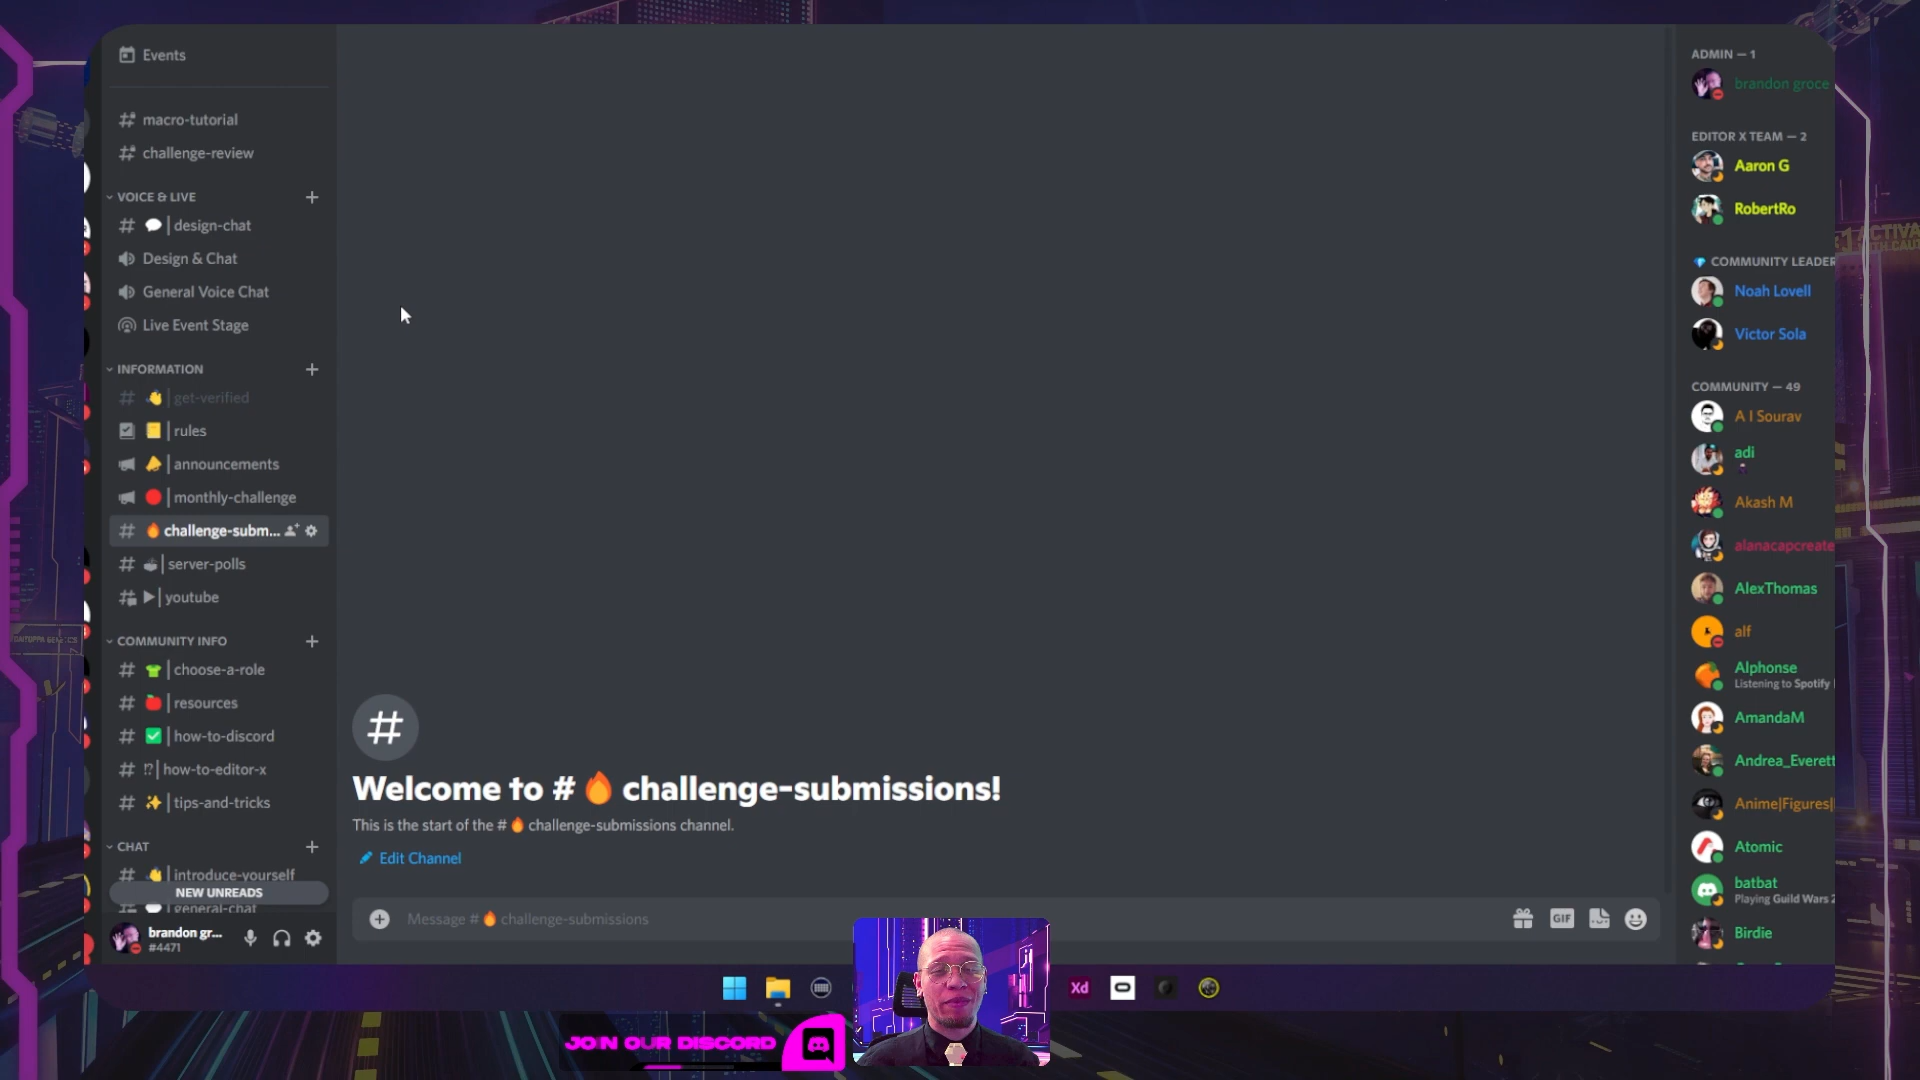 Events
macro-tutorial
challenge-review
VOICE & LIVE
design-chat
Design & Chat
General Voice Chat
Live Event Stage
INFORMATION
get-verified
rules
announcements
monthly-challenge
challenge-subm...
server-polls
youtube
COMMUNITY INFO
choose-a-role
resources
how-to-discord
⁉ how-to-editor-x
tips-and-tricks
CHAT
introduce-yourself
NEW UNREADS
general-chat
brandon gr...
#4471
Welcome to # 🔥 challenge-submissions!
This is the start of the # 🔥 challenge-submissions channel.
Edit Channel
Message # 🔥 challenge-submissions
GIF
Xd
JOIN OUR DISCORD
ADMIN — 1
brandon groce
EDITOR X TEAM — 2
Aaron G
RobertRo
COMMUNITY LEADER
Noah Lovell
Victor Sola
COMMUNITY — 49
A I Sourav
adi
Akash M
alanacapcreate
AlexThomas
alf
Alphonse
Listening to Spotify
AmandaM
Andrea_Everett
Anime|Figures|
Atomic
batbat
Playing Guild Wars 2
Birdie